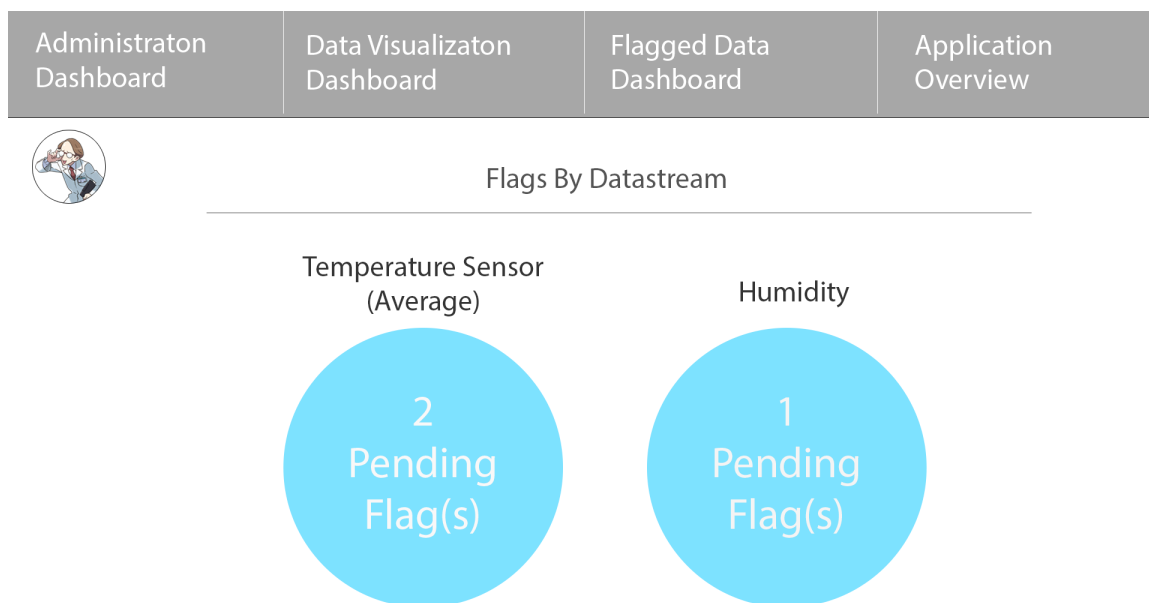 Administraton
Dashboard
Data Visualizaton
Dashboard
Flagged Data
Dashboard
Application
Overview
Flags By Datastream
Temperature Sensor
(Average)
Humidity
2
Pending
Flag(s)
1
Pending
Flag(s)